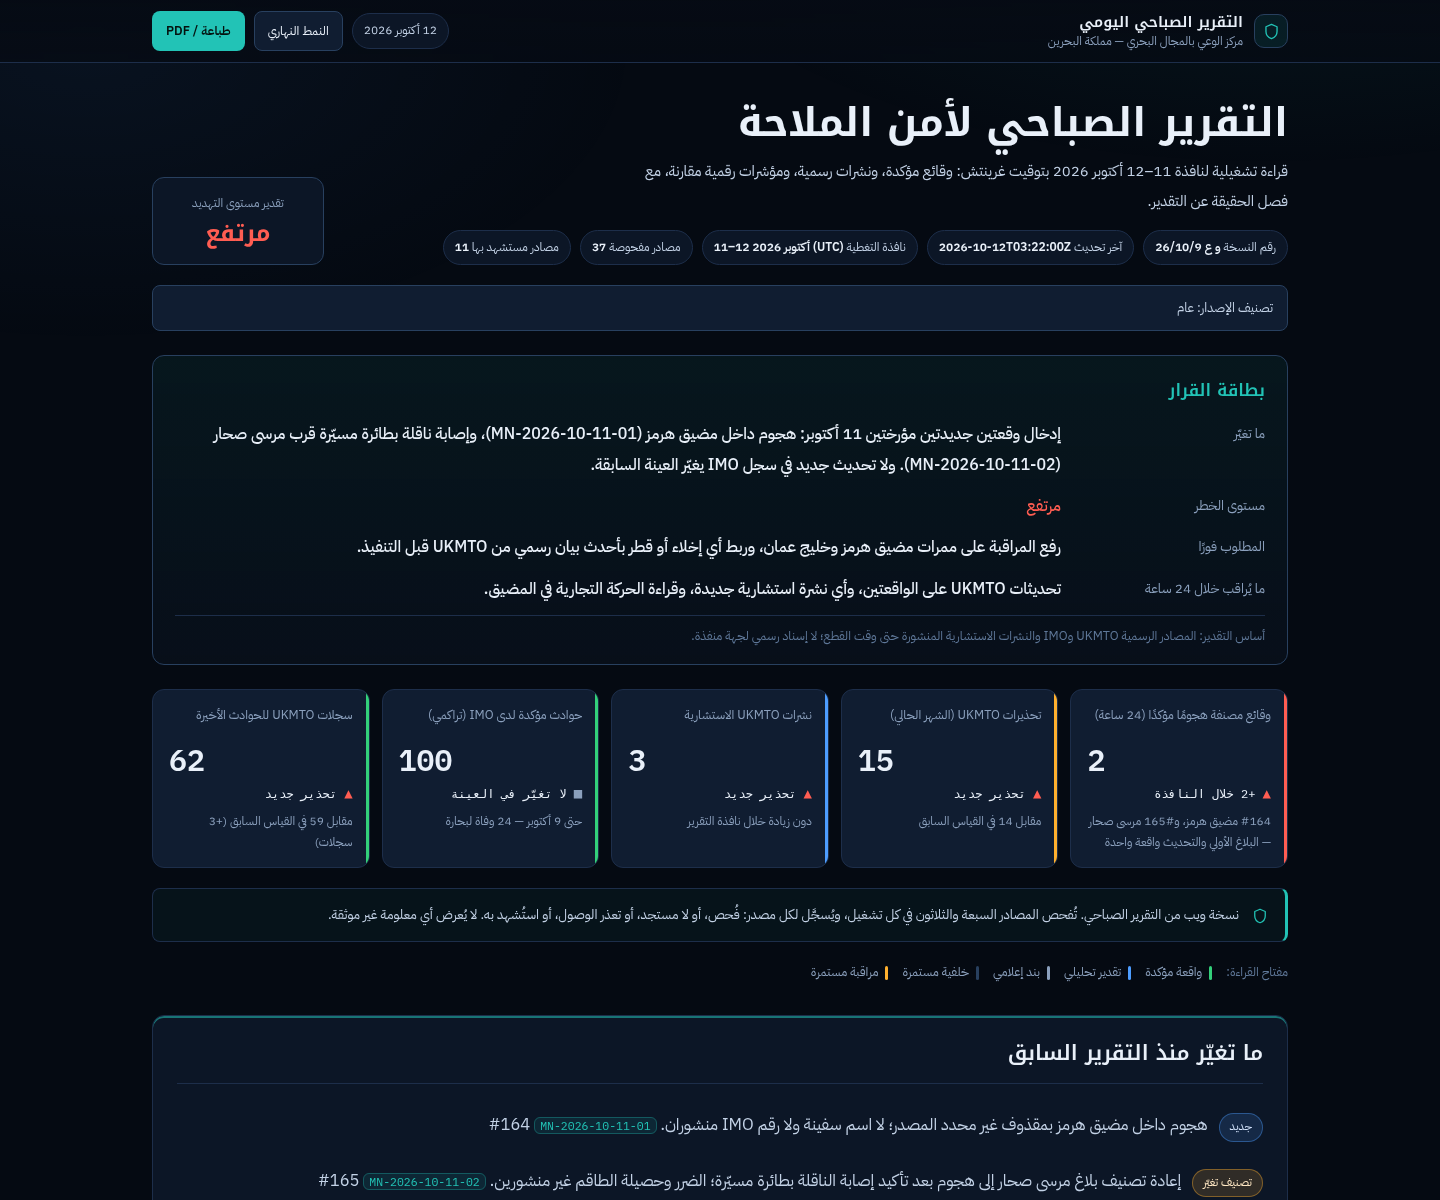 التقرير الصباحي اليومي
مركز الوعي بالمجال البحري — مملكة البحرين
12 أكتوبر 2026
النمط النهاري
طباعة / PDF
التقرير الصباحي لأمن الملاحة
قراءة تشغيلية لنافذة 11–12 أكتوبر 2026 بتوقيت غرينتش: وقائع مؤكدة، ونشرات رسمية، ومؤشرات رقمية مقارنة، مع
فصل الحقيقة عن التقدير.
تقدير مستوى التهديد
مرتفع
رقم النسخة و ع 26/10/9
آخر تحديث 2026-10-12T03:22:00Z
نافذة التغطية 11–12 أكتوبر 2026 (UTC)
مصادر مفحوصة 37
مصادر مستشهد بها 11
تصنيف الإصدار: عام
بطاقة القرار
ما تغيّر
إدخال وقعتين جديدتين مؤرختين 11 أكتوبر: هجوم داخل مضيق هرمز (MN-2026-10-11-01)، وإصابة ناقلة بطائرة مسيّرة قرب مرسى صحار
(MN-2026-10-11-02). ولا تحديث جديد في سجل IMO يغيّر العينة السابقة.
مستوى الخطر
مرتفع
المطلوب فورًا
رفع المراقبة على ممرات مضيق هرمز وخليج عمان، وربط أي إخلاء أو قطر بأحدث بيان رسمي من UKMTO قبل التنفيذ.
ما يُراقب خلال 24 ساعة
تحديثات UKMTO على الواقعتين، وأي نشرة استشارية جديدة، وقراءة الحركة التجارية في المضيق.
أساس التقدير: المصادر الرسمية UKMTO وIMO والنشرات الاستشارية المنشورة حتى وقت القطع؛ لا إسناد رسمي لجهة منفذة.
وقائع مصنفة هجومًا مؤكدًا (24 ساعة)
2
▲ +2 خلال النافذة
#164 مضيق هرمز، و#165 مرسى صحار
— البلاغ الأولي والتحديث واقعة واحدة
تحذيرات UKMTO (الشهر الحالي)
15
▲ تحذير جديد
مقابل 14 في القياس السابق
نشرات UKMTO الاستشارية
3
▲ تحذير جديد
دون زيادة خلال نافذة التقرير
حوادث مؤكدة لدى IMO (تراكمي)
100
■ لا تغيّر في العينة
حتى 9 أكتوبر — 24 وفاة لبحارة
سجلات UKMTO للحوادث الأخيرة
62
▲ تحذير جديد
مقابل 59 في القياس السابق (+3
سجلات)
نسخة ويب من التقرير الصباحي. تُفحص المصادر السبعة والثلاثون في كل تشغيل، ويُسجَّل لكل مصدر: فُحص، أو لا مستجد، أو تعذر الوصول، أو استُشهد به. لا يُعرض أي معلومة غير موثقة.
مفتاح القراءة:
واقعة مؤكدة
تقدير تحليلي
بند إعلامي
خلفية مستمرة
مراقبة مستمرة
ما تغيّر منذ التقرير السابق
جديد
هجوم داخل مضيق هرمز بمقذوف غير محدد المصدر؛ لا اسم سفينة ولا رقم IMO منشوران. MN-2026-10-11-01 #164
تصنيف تغيّر
إعادة تصنيف بلاغ مرسى صحار إلى هجوم بعد تأكيد إصابة الناقلة بطائرة مسيّرة؛ الضرر وحصيلة الطاقم غير منشورين. MN-2026-10-11-02 #165